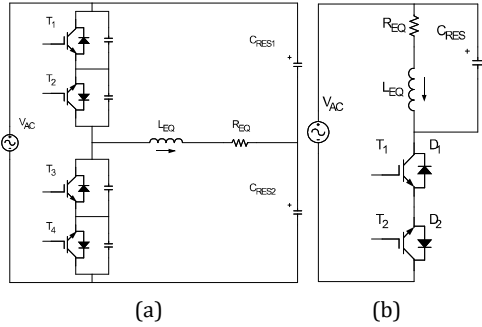 T1
T2
VAC
LEQ
REQ
CRES1
T3
T4
+
+
CRES2
(a)
REQ
CRES
+
LEQ
VAC
T1
D1
T2
D2
(b)